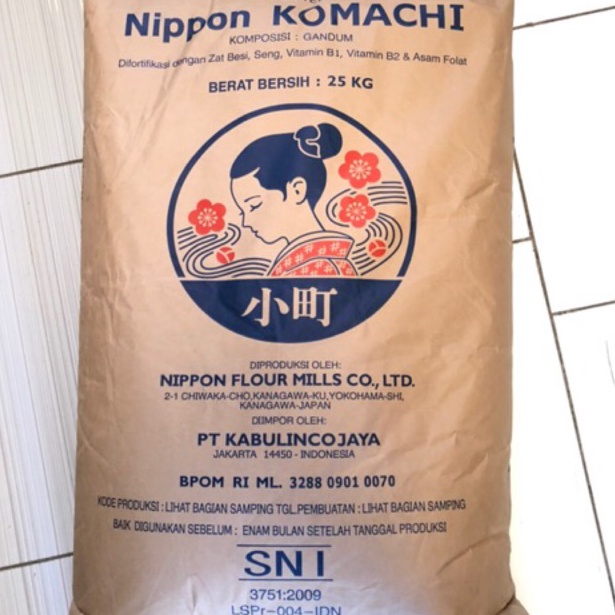 Nippon KOMACHI
KOMPOSISI : GANDUM
Difortifikasi dengan Zat Besi, Seng, Vitamin B1, Vitamin B2 & Asam Folat
BERAT BERSIH : 25 KG
小町
DIPRODUKSI OLEH:
NIPPON FLOUR MILLS CO., LTD.
2-1 CHIWAKA-CHO,KANAGAWA-KU,YOKOHAMA-SHI,
KANAGAWA-JAPAN
DIIMPOR OLEH:
PT KABULINCOJAYA
JAKARTA 14450 - INDONESIA
BPOM RI ML. 3288 0901 0070
KODE PRODUKSI : LIHAT BAGIAN SAMPING TGL.PEMBUATAN : LIHAT BAGIAN SAMPING
BAIK DIGUNAKAN SEBELUM : ENAM BULAN SETELAH TANGGAL PRODUKSI
SNI
3751:2009
LSPr-004-IDN